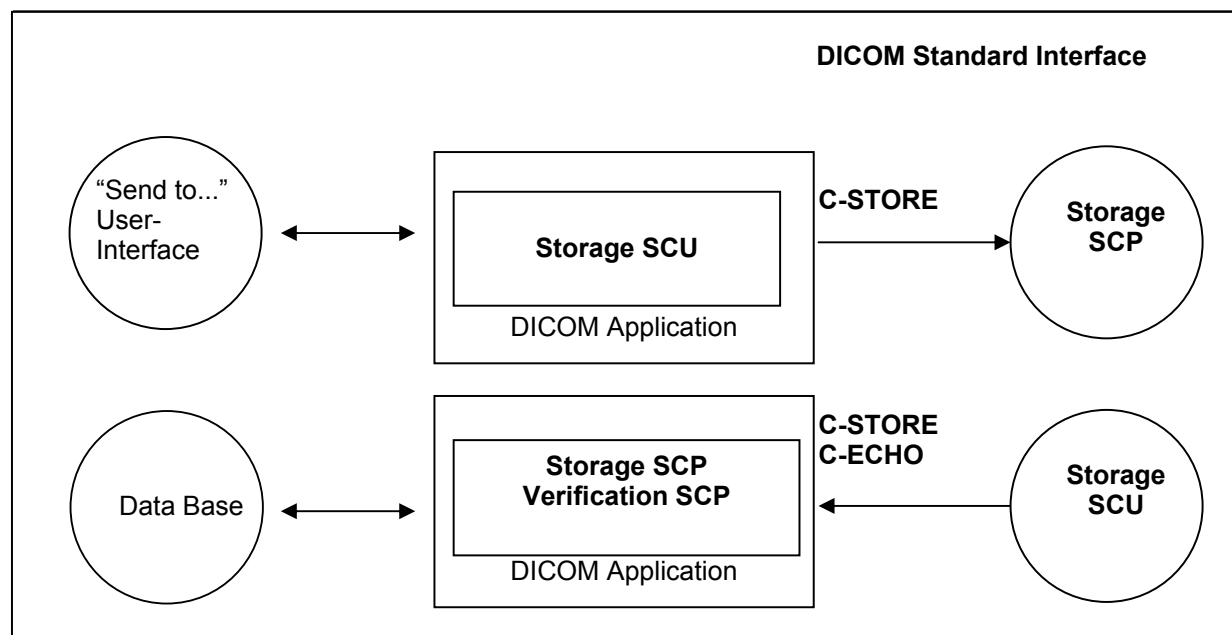 DICOM Standard Interface
“Send to...”
User-
Interface
Storage SCU
DICOM Application
C-STORE
Storage
SCP
Data Base
Storage SCP
Verification SCP
DICOM Application
C-STORE
C-ECHO
Storage
SCU